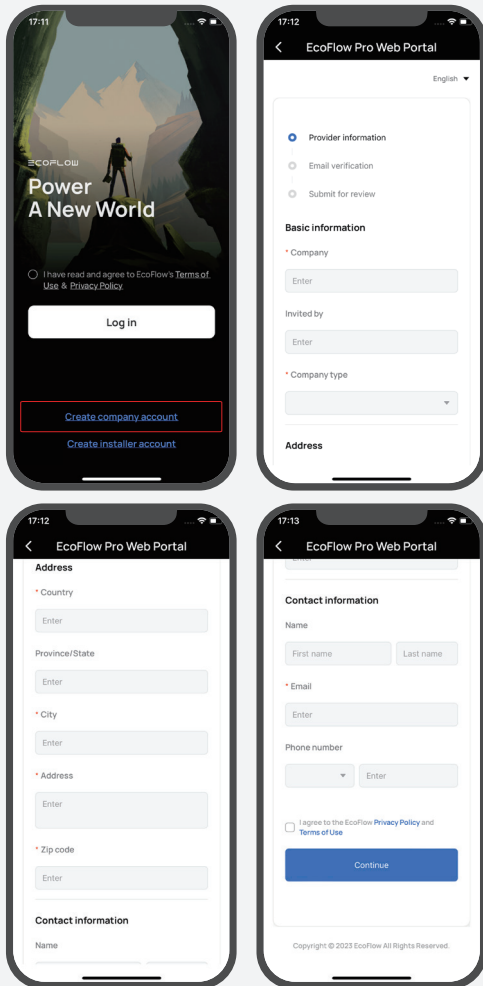 17:11
ECOFLOW
Power
A New World
I have read and agree to EcoFlow's Terms of
Use & Privacy Policy
Log in
Create company account
Create installer account
17:12
EcoFlow Pro Web Portal
English
Provider information
Email verification
Submit for review
Basic information
* Company
Enter
Invited by
Enter
* Company type
Address
17:12
EcoFlow Pro Web Portal
Address
* Country
Enter
Province/State
Enter
* City
Enter
* Address
Enter
* Zip code
Enter
Contact information
Name
17:13
EcoFlow Pro Web Portal
Enter
Contact information
Name
First name Last name
* Email
Enter
Phone number
Enter
I agree to the EcoFlow Privacy Policy and
Terms of Use
Continue
Copyright © 2023 EcoFlow All Rights Reserved.